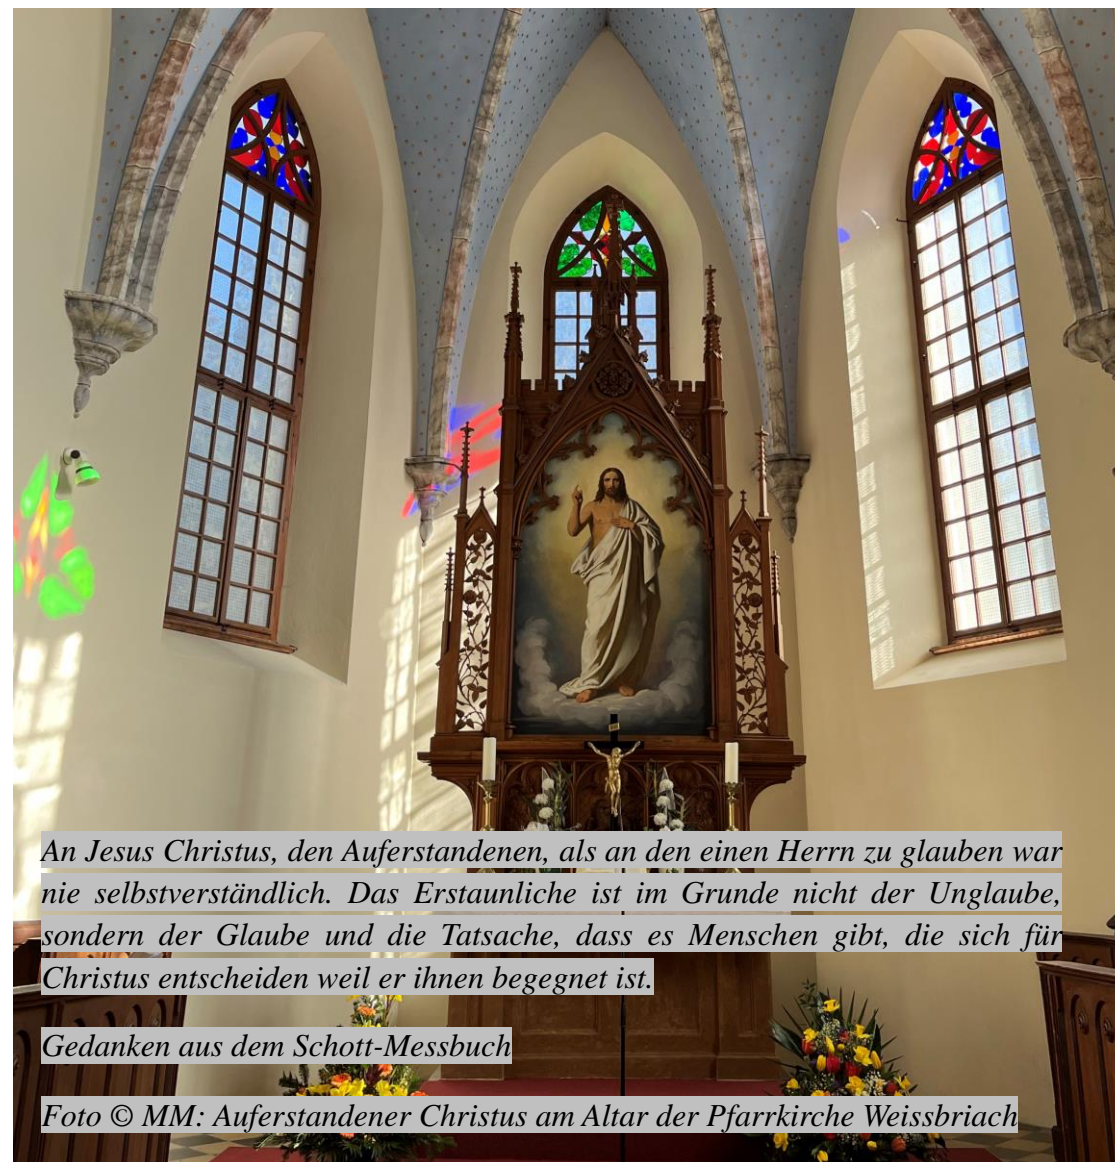 An Jesus Christus, den Auferstandenen, als an den einen Herrn zu glauben war
nie selbstverständlich. Das Erstaunliche ist im Grunde nicht der Unglaube,
sondern der Glaube und die Tatsache, dass es Menschen gibt, die sich für
Christus entscheiden weil er ihnen begegnet ist.
Gedanken aus dem Schott-Messbuch
Foto © MM: Auferstandener Christus am Altar der Pfarrkirche Weissbriach